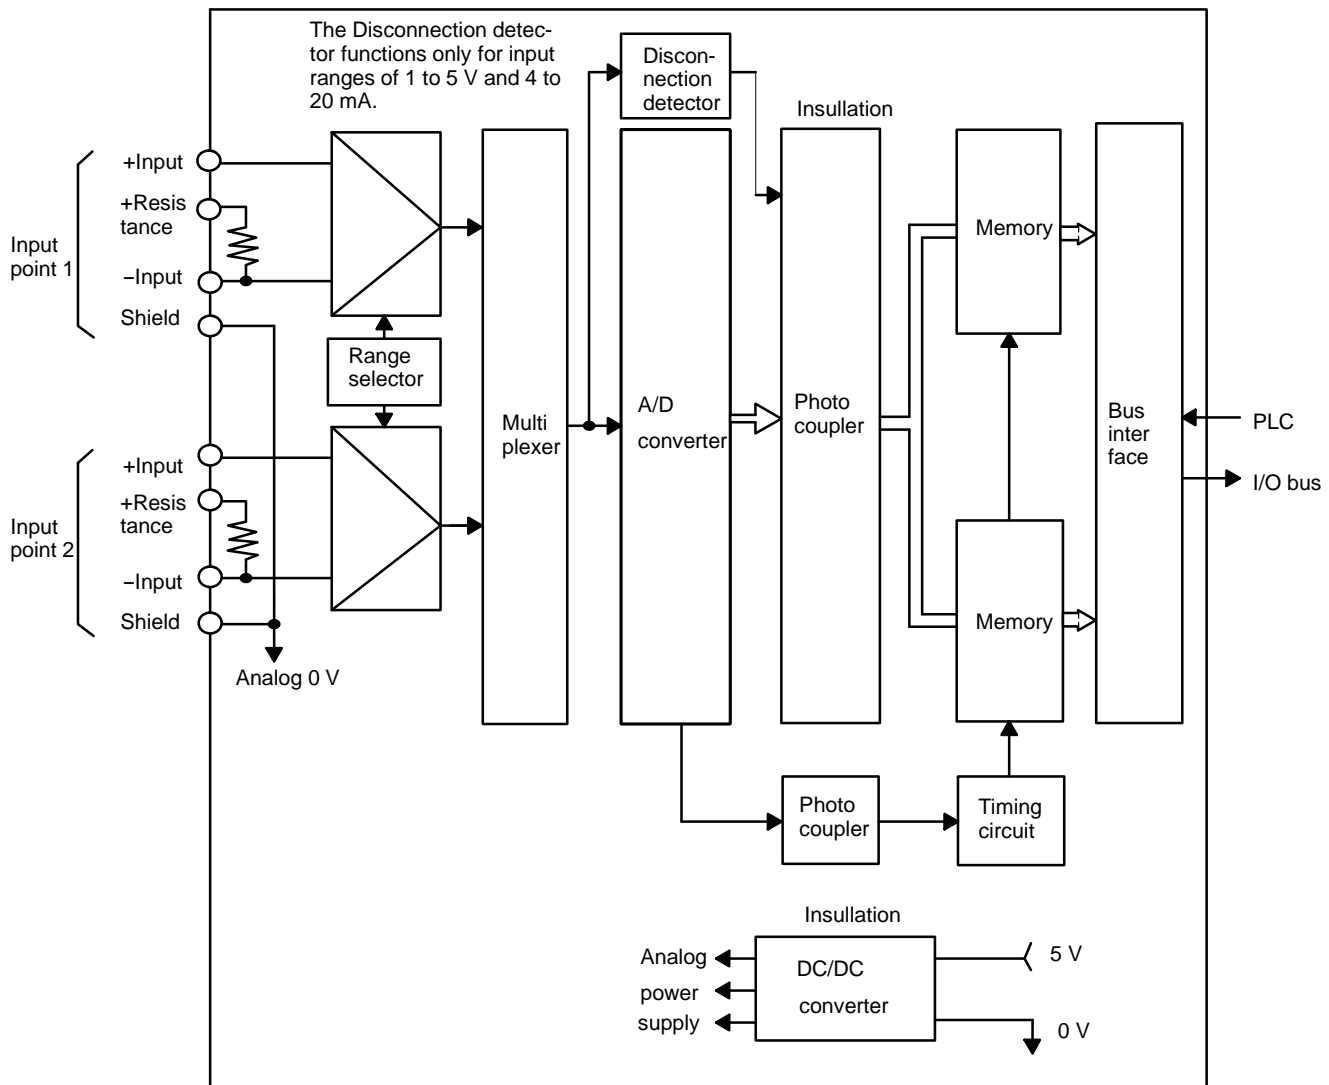 The Disconnection detec-
tor functions only for input
ranges of 1 to 5 V and 4 to
20 mA.
Discon-
nection
detector
Insullation
Input
point 1
+Input
+Resis
tance
–Input
Shield
Range
selector
Multi
plexer
A/D
converter
Photo
coupler
Memory
Bus
inter
face
PLC
I/O bus
Input
point 2
+Input
+Resis
tance
–Input
Shield
Analog 0 V
Memory
Photo
coupler
Timing
circuit
Insullation
Analog
power
supply
DC/DC
converter
5 V
0 V